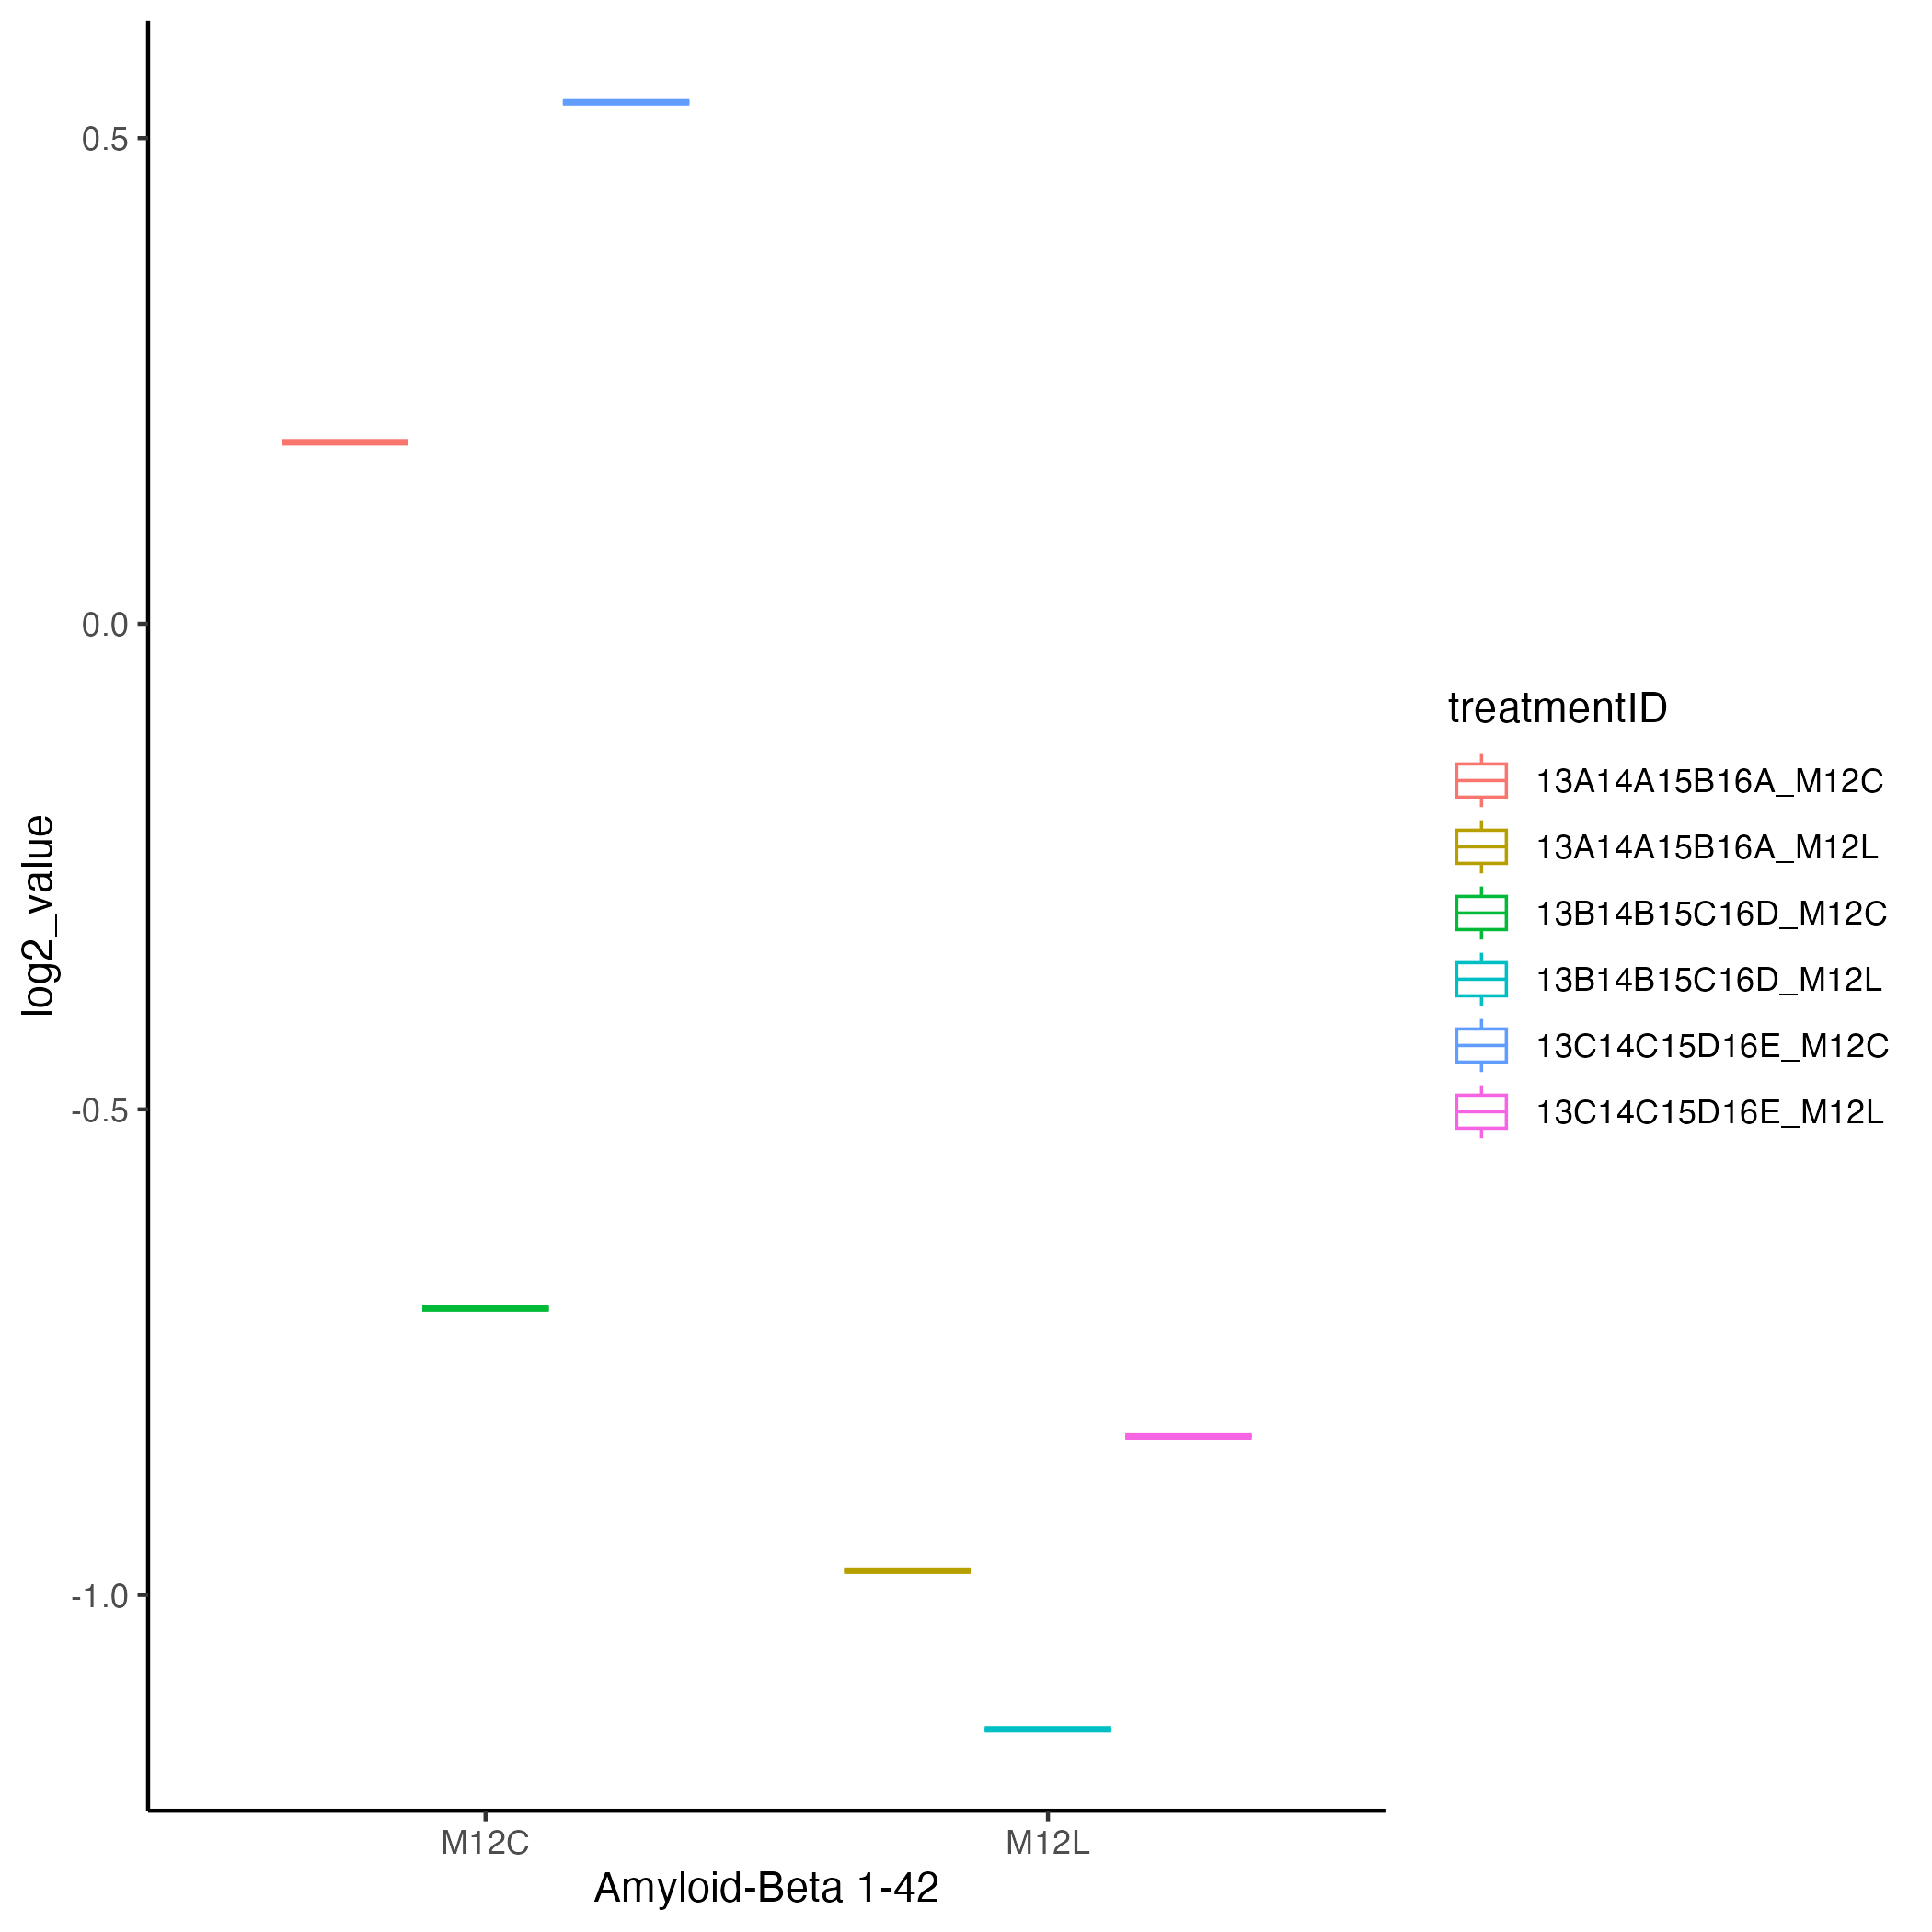 0.5
0.0
-0.5
-1.0
log2_value
M12C
M12L
Amyloid-Beta 1-42
treatmentID
13A14A15B16A_M12C
13A14A15B16A_M12L
13B14B15C16D_M12C
13B14B15C16D_M12L
13C14C15D16E_M12C
13C14C15D16E_M12L